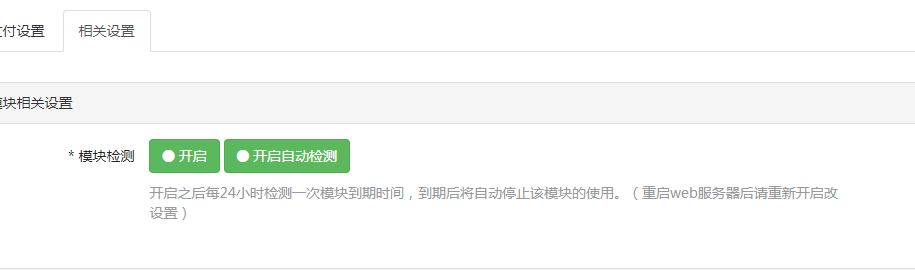 付设置 相关设置
块相关设置
* 模块检测 开启 开启自动检测
开启之后每24小时检测一次模块到期时间，到期后将自动停止该模块的使用。（重启web服务器后请重新开启改
设置）